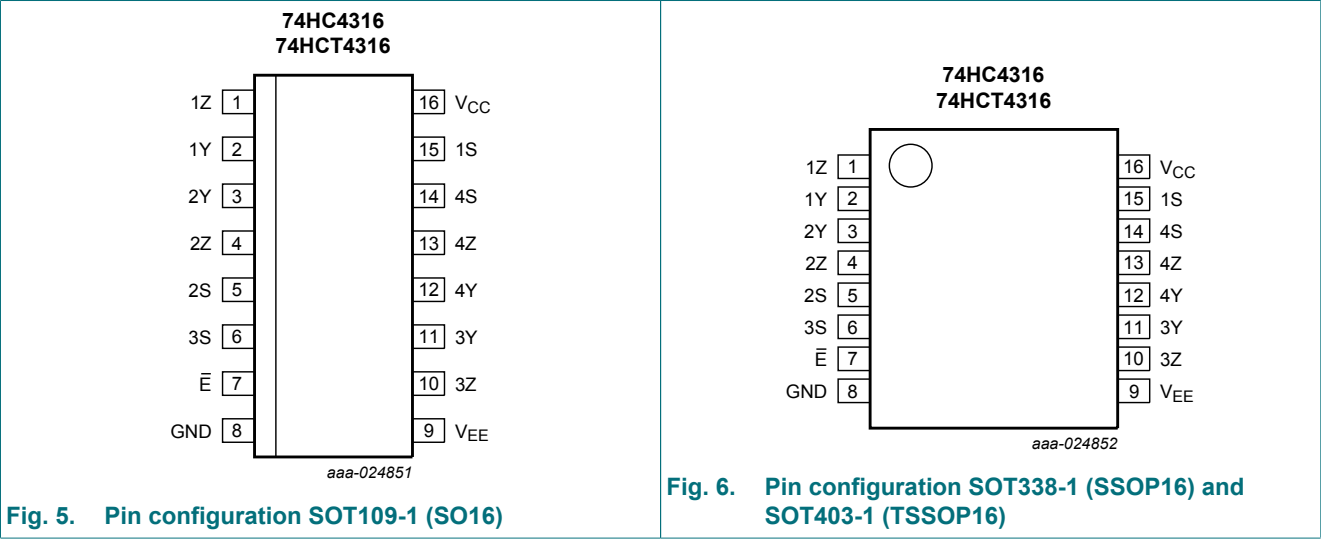 74HC4316
74HCT4316
1Z 1 16 VCC
1Y 2 15 1S
2Y 3 14 4S
2Z 4 13 4Z
2S 5 12 4Y
3S 6 11 3Y
E̅ 7 10 3Z
GND 8 9 VEE
aaa-024851
Fig. 5. Pin configuration SOT109-1 (SO16)
74HC4316
74HCT4316
1Z 1 16 VCC
1Y 2 15 1S
2Y 3 14 4S
2Z 4 13 4Z
2S 5 12 4Y
3S 6 11 3Y
E̅ 7 10 3Z
GND 8 9 VEE
aaa-024852
Fig. 6. Pin configuration SOT338-1 (SSOP16) and
SOT403-1 (TSSOP16)